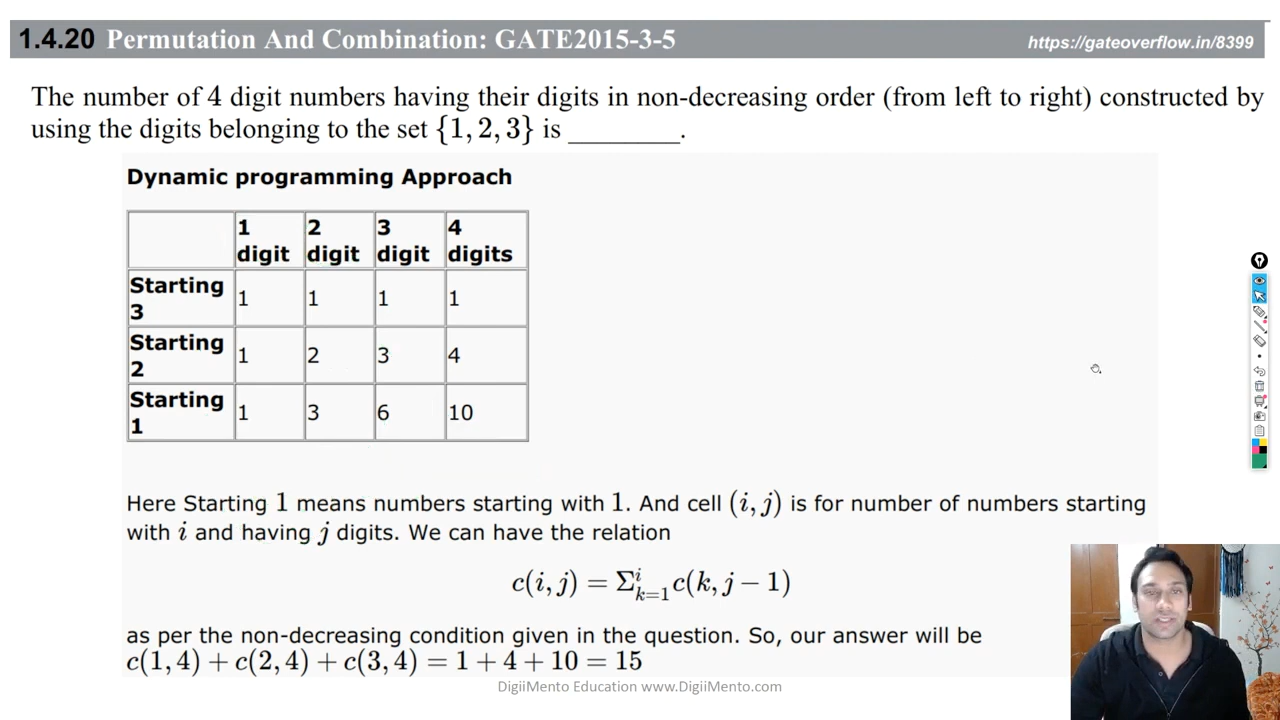 1.4.20 Permutation And Combination: GATE2015-3-5 https://gateoverflow.in/8399
The number of 4 digit numbers having their digits in non-decreasing order (from left to right) constructed by
using the digits belonging to the set {1, 2, 3} is ________.
Dynamic programming Approach
1 digit 2 digit 3 digit 4 digits
Starting 3 1 1 1 1
Starting 2 1 2 3 4
Starting 1 1 3 6 10
Here Starting 1 means numbers starting with 1. And cell (i, j) is for number of numbers starting
with i and having j digits. We can have the relation
c(i, j) = Σ^i_{k=1} c(k, j − 1)
as per the non-decreasing condition given in the question. So, our answer will be
c(1, 4) + c(2, 4) + c(3, 4) = 1 + 4 + 10 = 15
DigiiMento Education www.DigiiMento.com